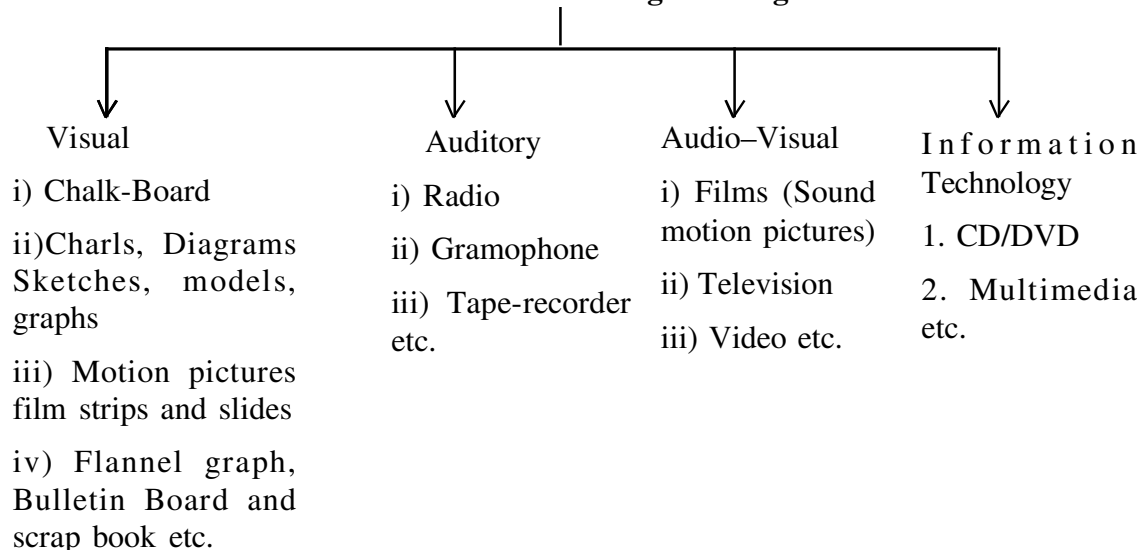 Visual
i) Chalk-Board
ii)Charls, Diagrams
Sketches, models,
graphs
iii) Motion pictures
film strips and slides
iv) Flannel graph,
Bulletin Board and
scrap book etc.
Auditory
i) Radio
ii) Gramophone
iii) Tape-recorder
etc.
Audio–Visual
i) Films (Sound
motion pictures)
ii) Television
iii) Video etc.
Information
Technology
1. CD/DVD
2. Multimedia
etc.